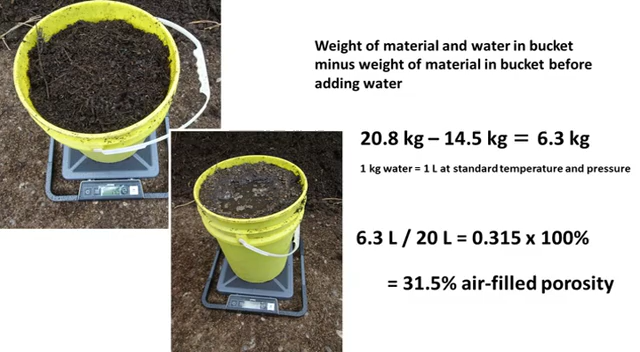 Weight of material and water in bucket
minus weight of material in bucket before
adding water
20.8 kg – 14.5 kg = 6.3 kg
1 kg water = 1 L at standard temperature and pressure
6.3 L / 20 L = 0.315 x 100%
= 31.5% air-filled porosity